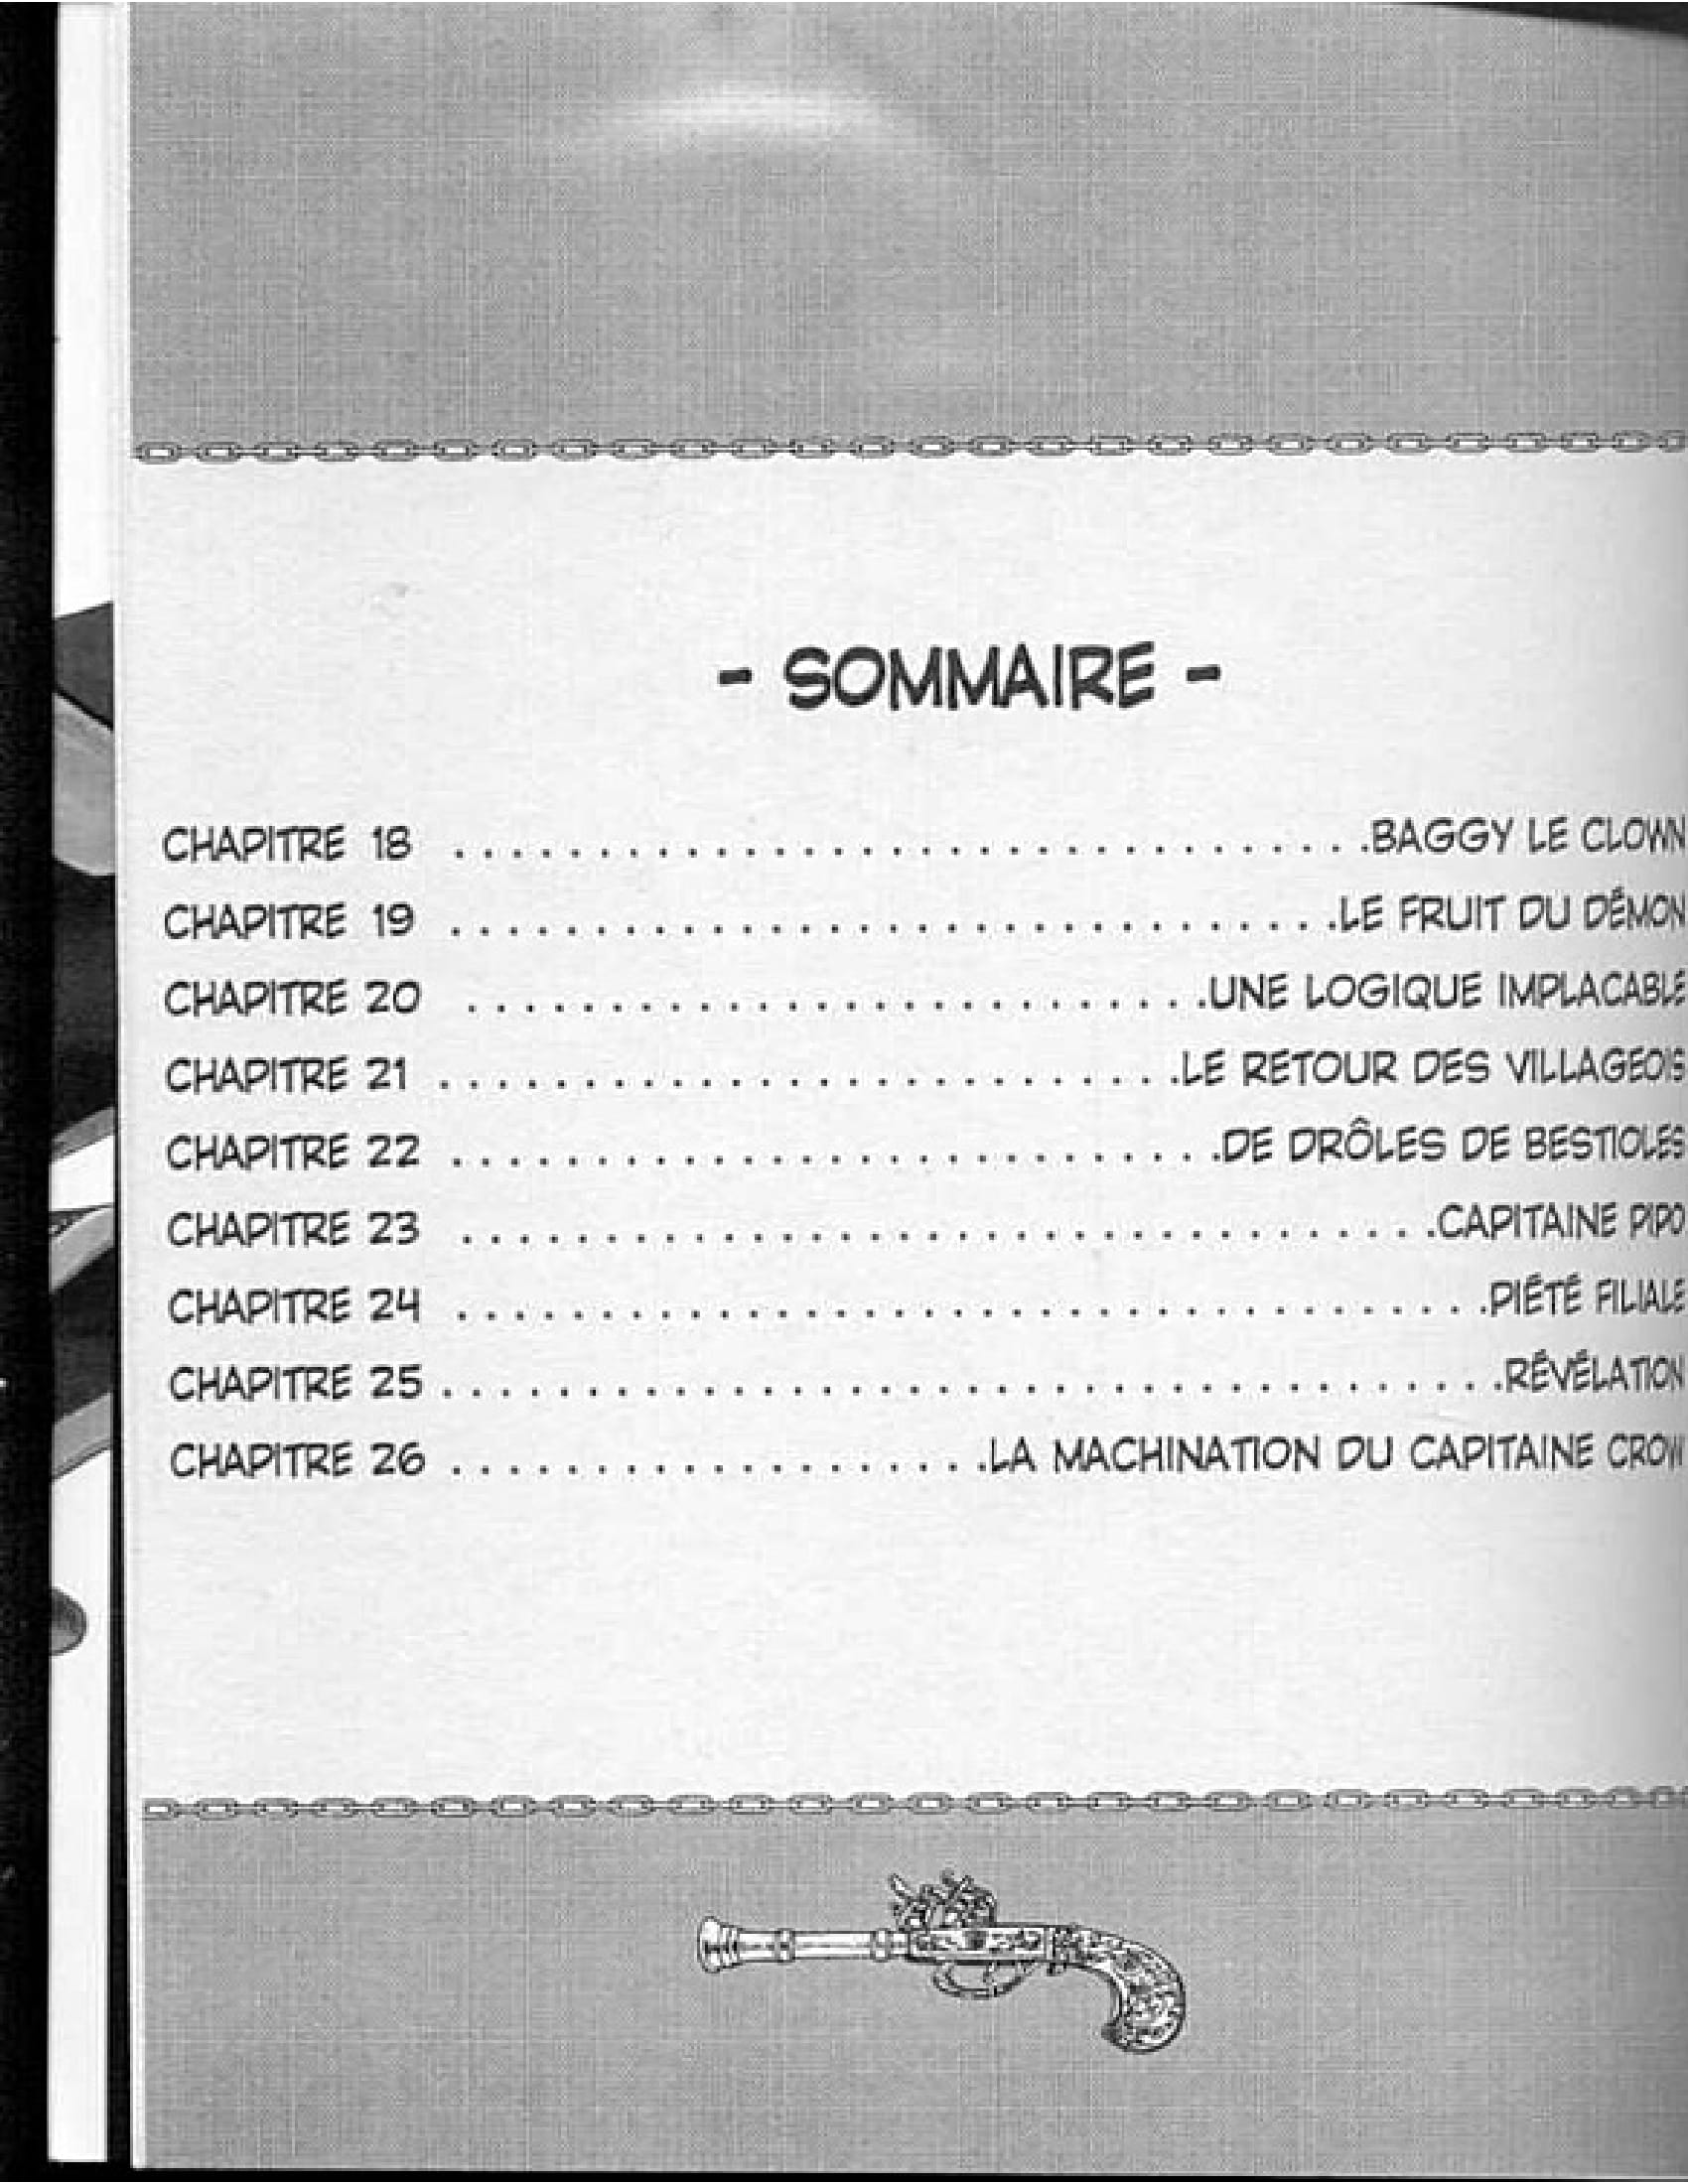 - SOMMAIRE -
CHAPITRE 18 . . . . . . . . . . . . . . . . . . . . . . . . . . . . . . . .BAGGY LE CLOWN
CHAPITRE 19 . . . . . . . . . . . . . . . . . . . . . . . . . . . . . . .LE FRUIT DU DÉMON
CHAPITRE 20 . . . . . . . . . . . . . . . . . . . . . . . . . .UNE LOGIQUE IMPLACABLE
CHAPITRE 21 . . . . . . . . . . . . . . . . . . . . . . . . . .LE RETOUR DES VILLAGEOIS
CHAPITRE 22 . . . . . . . . . . . . . . . . . . . . . . . . . . .DE DRÔLES DE BESTIOLES
CHAPITRE 23 . . . . . . . . . . . . . . . . . . . . . . . . . . . . . . . . . .CAPITAINE PIPO
CHAPITRE 24 . . . . . . . . . . . . . . . . . . . . . . . . . . . . . . . . . . . .PIÉTÉ FILIALE
CHAPITRE 25 . . . . . . . . . . . . . . . . . . . . . . . . . . . . . . . . . . . . .RÉVÉLATION
CHAPITRE 26 . . . . . . . . . . . . . . . . . . .LA MACHINATION DU CAPITAINE CROW